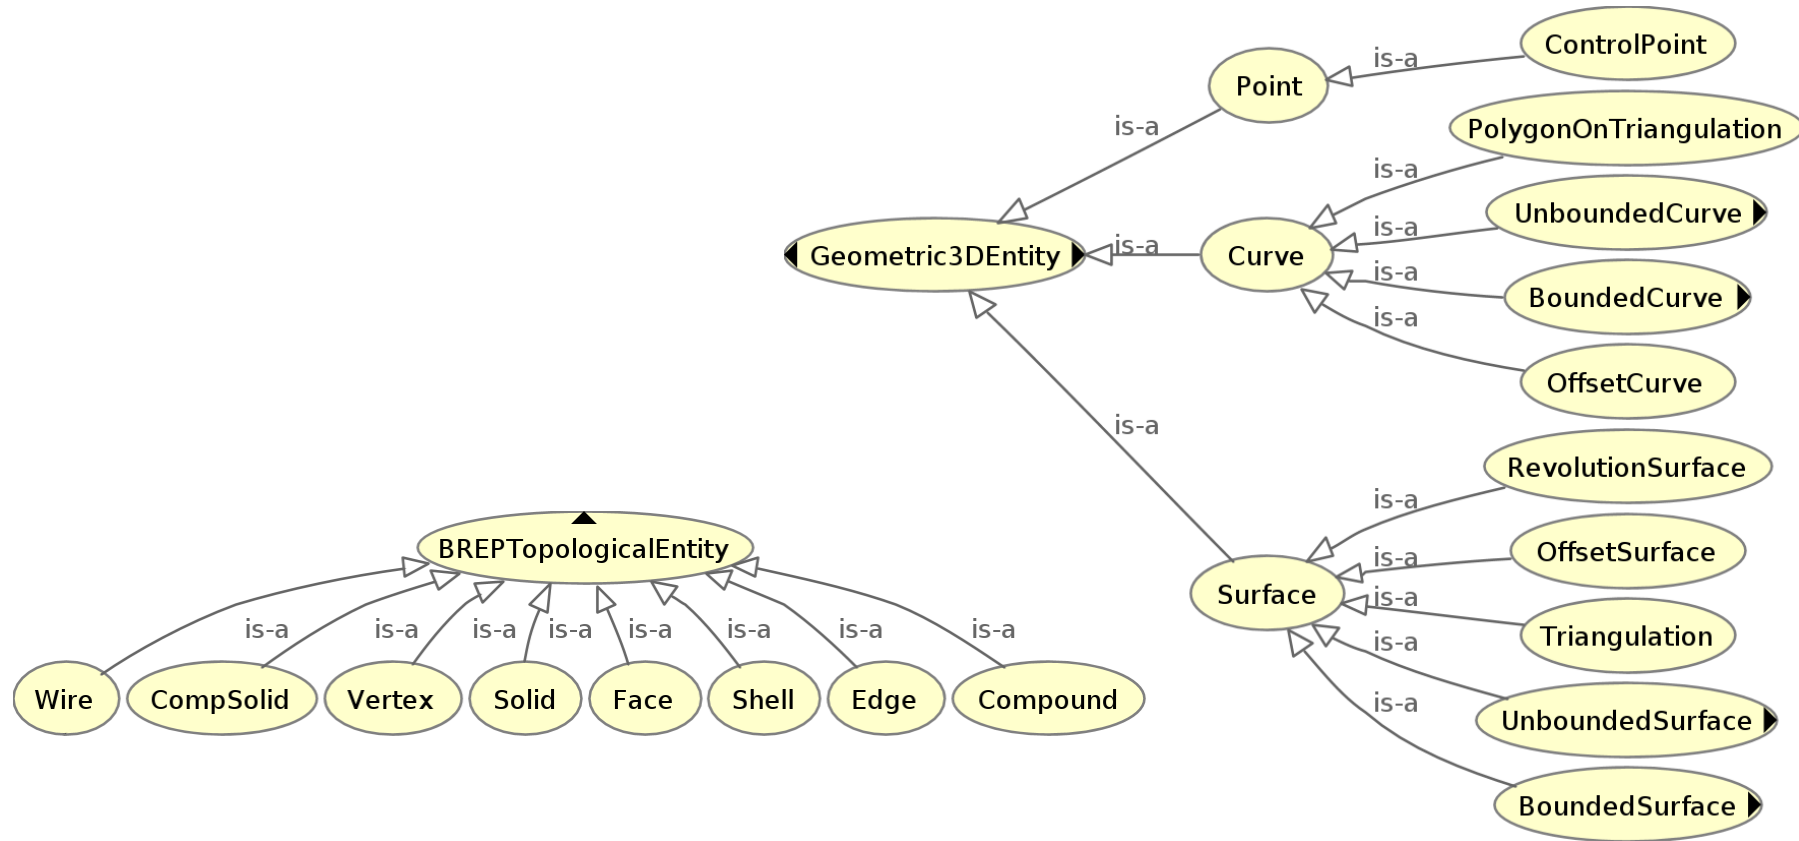 ControlPoint
is-a
Point
PolygonOnTriangulation
is-a
is-a
UnboundedCurve
is-a
Geometric3DEntity
is-a
Curve
is-a
BoundedCurve
is-a
OffsetCurve
is-a
RevolutionSurface
is-a
OffsetSurface
is-a
Surface
is-a
Triangulation
is-a
UnboundedSurface
is-a
BoundedSurface
BREPTopologicalEntity
is-a is-a is-a is-a is-a is-a is-a is-a
Wire CompSolid Vertex Solid Face Shell Edge Compound